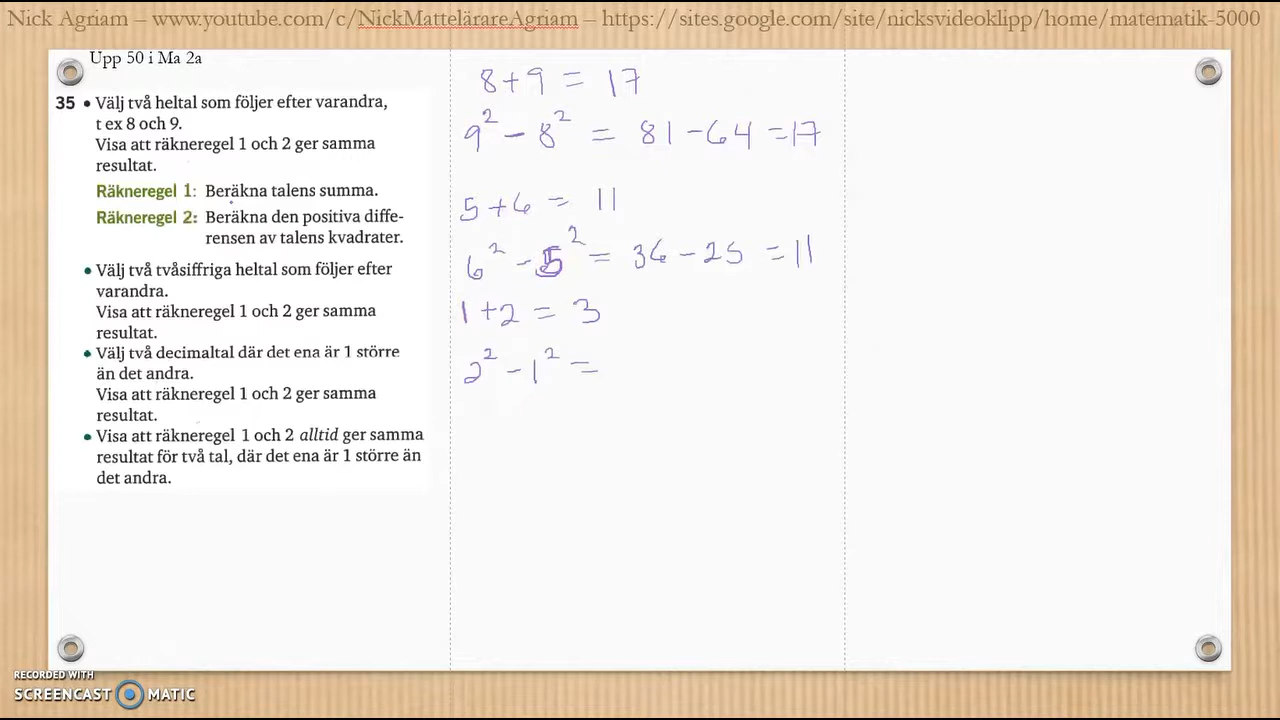 Nick Agriam – www.youtube.com/c/NickMattelärareAgriam – https://sites.google.com/site/nicksvideoklipp/home/matematik-5000
Upp 50 i Ma 2a
35 • Välj två heltal som följer efter varandra,
t ex 8 och 9.
Visa att räkneregel 1 och 2 ger samma
resultat.
Räkneregel 1: Beräkna talens summa.
Räkneregel 2: Beräkna den positiva diffe-
rensen av talens kvadrater.
• Välj två tvåsiffriga heltal som följer efter
varandra.
Visa att räkneregel 1 och 2 ger samma
resultat.
• Välj två decimaltal där det ena är 1 större
än det andra.
Visa att räkneregel 1 och 2 ger samma
resultat.
• Visa att räkneregel 1 och 2 alltid ger samma
resultat för två tal, där det ena är 1 större än
det andra.
8+9 = 17
9² – 8² = 81 – 64 = 17
5+6 = 11
6² – 5² = 36 – 25 = 11
1+2 = 3
2² – 1² =
RECORDED WITH
SCREENCAST MATIC